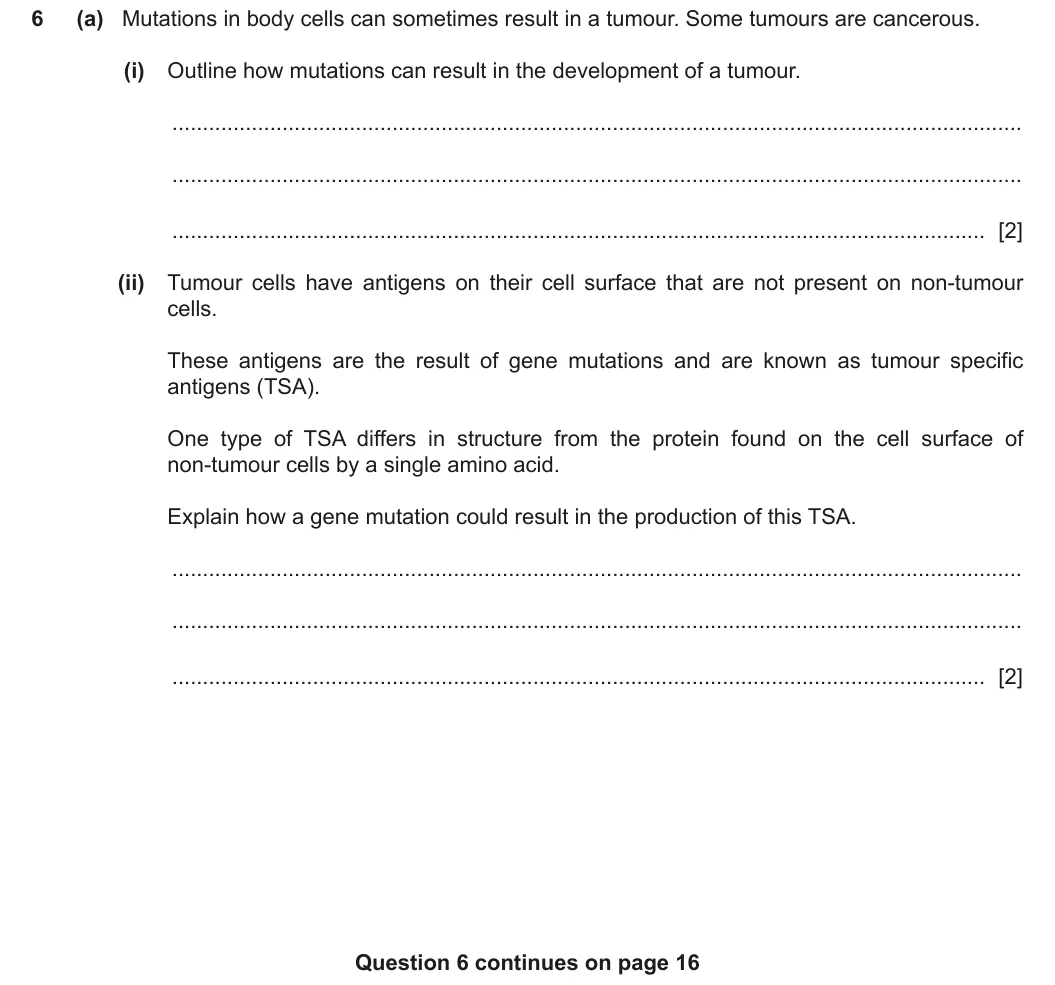 6 (a) Mutations in body cells can sometimes result in a tumour. Some tumours are cancerous.
(i) Outline how mutations can result in the development of a tumour.
..........................................................................................................................................
..........................................................................................................................................
.................................................................................................................................... [2]
(ii) Tumour cells have antigens on their cell surface that are not present on non-tumour
cells.
These antigens are the result of gene mutations and are known as tumour specific
antigens (TSA).
One type of TSA differs in structure from the protein found on the cell surface of
non-tumour cells by a single amino acid.
Explain how a gene mutation could result in the production of this TSA.
..........................................................................................................................................
..........................................................................................................................................
.................................................................................................................................... [2]
Question 6 continues on page 16